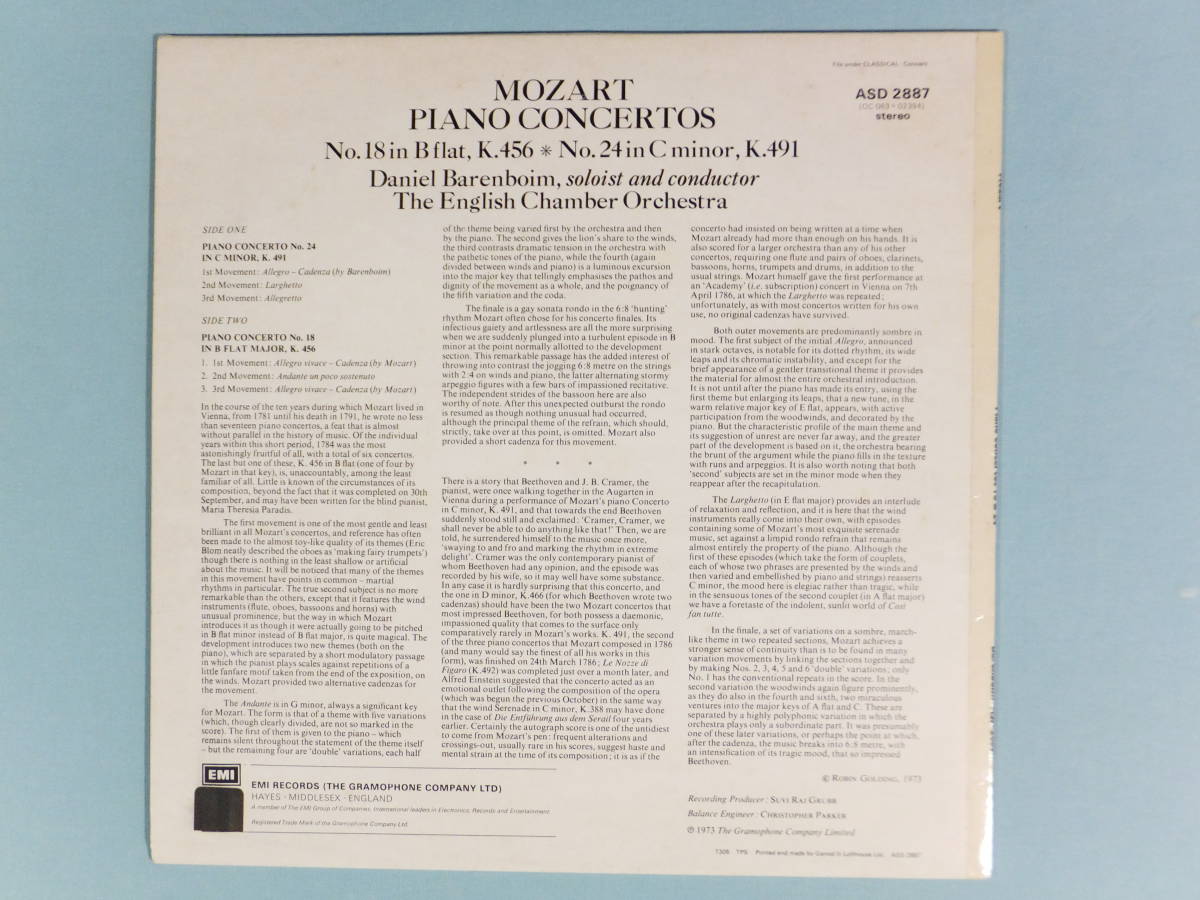 File under CLASSICAL : Concerti
MOZART
PIANO CONCERTOS
No.18 in B flat, K.456 * No.24 in C minor, K.491
Daniel Barenboim, soloist and conductor
The English Chamber Orchestra
ASD 2887
(OC 063 ° 02394)
stereo
SIDE ONE
PIANO CONCERTO No. 24
IN C MINOR, K. 491
1st Movement: Allegro – Cadenza (by Barenboim)
2nd Movement: Larghetto
3rd Movement: Allegretto
SIDE TWO
PIANO CONCERTO No. 18
IN B FLAT MAJOR, K. 456
1. 1st Movement: Allegro vivace – Cadenza (by Mozart)
2. 2nd Movement: Andante un poco sostenuto
3. 3rd Movement: Allegro vivace – Cadenza (by Mozart)
In the course of the ten years during which Mozart lived in
Vienna, from 1781 until his death in 1791, he wrote no less
than seventeen piano concertos, a feat that is almost
without parallel in the history of music. Of the individual
years within this short period, 1784 was the most
astonishingly fruitful of all, with a total of six concertos.
The last but one of these, K. 456 in B flat (one of four by
Mozart in that key), is, unaccountably, among the least
familiar of all. Little is known of the circumstances of its
composition, beyond the fact that it was completed on 30th
September, and may have been written for the blind pianist,
Maria Theresia Paradis.
The first movement is one of the most gentle and least
brilliant in all Mozart's concertos, and reference has often
been made to the almost toy-like quality of its themes (Eric
Blom neatly described the oboes as 'making fairy trumpets')
though there is nothing in the least shallow or artificial
about the music. It will be noticed that many of the themes
in this movement have points in common – martial
rhythms in particular. The true second subject is no more
remarkable than the others, except that it features the wind
instruments (flute, oboes, bassoons and horns) with
unusual prominence, but the way in which Mozart
introduces it as though it were actually going to be pitched
in B flat minor instead of B flat major, is quite magical. The
development introduces two new themes (both on the
piano), which are separated by a short modulatory passage
in which the pianist plays scales against repetitions of a
little fanfare motif taken from the end of the exposition, on
the winds. Mozart provided two alternative cadenzas for
the movement.
The Andante is in G minor, always a significant key
for Mozart. The form is that of a theme with five variations
(which, though clearly divided, are not so marked in the
score). The first of them is given to the piano – which
remains silent throughout the statement of the theme itself
– but the remaining four are 'double' variations, each half
of the theme being varied first by the orchestra and then
by the piano. The second gives the lion's share to the winds,
the third contrasts dramatic tension in the orchestra with
the pathetic tones of the piano, while the fourth (again
divided between winds and piano) is a luminous excursion
into the major key that tellingly emphasises the pathos and
dignity of the movement as a whole, and the poignancy of
the fifth variation and the coda.
The finale is a gay sonata rondo in the 6:8 'hunting'
rhythm Mozart often chose for his concerto finales. Its
infectious gaiety and artlessness are all the more surprising
when we are suddenly plunged into a turbulent episode in B
minor at the point normally allotted to the development
section. This remarkable passage has the added interest of
throwing into contrast the jogging 6:8 metre on the strings
with 2:4 on winds and piano, the latter alternating stormy
arpeggio figures with a few bars of impassioned recitative.
The independent strides of the bassoon here are also
worthy of note. After this unexpected outburst the rondo
is resumed as though nothing unusual had occurred,
although the principal theme of the refrain, which should,
strictly, take over at this point, is omitted. Mozart also
provided a short cadenza for this movement.
* * *
There is a story that Beethoven and J. B. Cramer, the
pianist, were once walking together in the Augarten in
Vienna during a performance of Mozart's piano Concerto
in C minor, K. 491, and that towards the end Beethoven
suddenly stood still and exclaimed: 'Cramer, Cramer, we
shall never be able to do anything like that!' Then, we are
told, he surrendered himself to the music once more,
'swaying to and fro and marking the rhythm in extreme
delight'. Cramer was the only contemporary pianist of
whom Beethoven had any opinion, and the episode was
recorded by his wife, so it may well have some substance.
In any case it is hardly surprising that this concerto, and
the one in D minor, K.466 (for which Beethoven wrote two
cadenzas) should have been the two Mozart concertos that
most impressed Beethoven, for both possess a daemonic,
impassioned quality that comes to the surface only
comparatively rarely in Mozart's works. K. 491, the second
of the three piano concertos that Mozart composed in 1786
(and many would say the finest of all his works in this
form), was finished on 24th March 1786; Le Nozze di
Figaro (K.492) was completed just over a month later, and
Alfred Einstein suggested that the concerto acted as an
emotional outlet following the composition of the opera
(which was begun the previous October) in the same way
that the wind Serenade in C minor, K.388 may have done
in the case of Die Entführung aus dem Serail four years
earlier. Certainly the autograph score is one of the untidiest
to come from Mozart's pen: frequent alterations and
crossings-out, usually rare in his scores, suggest haste and
mental strain at the time of its composition; it is as if the
concerto had insisted on being written at a time when
Mozart already had more than enough on his hands. It is
also scored for a larger orchestra than any of his other
concertos, requiring one flute and pairs of oboes, clarinets,
bassoons, horns, trumpets and drums, in addition to the
usual strings. Mozart himself gave the first performance at
an 'Academy' (i.e. subscription) concert in Vienna on 7th
April 1786, at which the Larghetto was repeated;
unfortunately, as with most concertos written for his own
use, no original cadenzas have survived.
Both outer movements are predominantly sombre in
mood. The first subject of the initial Allegro, announced
in stark octaves, is notable for its dotted rhythm, its wide
leaps and its chromatic instability, and except for the
brief appearance of a gentler transitional theme it provides
the material for almost the entire orchestral introduction.
It is not until after the piano has made its entry, using the
first theme but enlarging its leaps, that a new tune, in the
warm relative major key of E flat, appears, with active
participation from the woodwinds, and decorated by the
piano. But the characteristic profile of the main theme and
its suggestion of unrest are never far away, and the greater
part of the development is based on it, the orchestra bearing
the brunt of the argument while the piano fills in the texture
with runs and arpeggios. It is also worth noting that both
'second' subjects are set in the minor mode when they
reappear after the recapitulation.
The Larghetto (in E flat major) provides an interlude
of relaxation and reflection, and it is here that the wind
instruments really come into their own, with episodes
containing some of Mozart's most exquisite serenade
music, set against a limpid rondo refrain that remains
almost entirely the property of the piano. Although the
first of these episodes (which take the form of couplets,
each of whose two phrases are presented by the winds and
then varied and embellished by piano and strings) reasserts
C minor, the mood here is elegiac rather than tragic, while
in the sensuous tones of the second couplet (in A flat major)
we have a foretaste of the indolent, sunlit world of Così
fan tutte.
In the finale, a set of variations on a sombre, march-
like theme in two repeated sections, Mozart achieves a
stronger sense of continuity than is to be found in many
variation movements by linking the sections together and
by making Nos. 2, 3, 4, 5 and 6 'double' variations; only
No. 1 has the conventional repeats in the score. In the
second variation the woodwinds again figure prominently,
as they do also in the fourth and sixth, two miraculous
ventures into the major keys of A flat and C. These are
separated by a highly polyphonic variation in which the
orchestra plays only a subordinate part. It was presumably
one of these later variations, or perhaps the point at which,
after the cadenza, the music breaks into 6:8 metre, with
an intensification of its tragic mood, that so impressed
Beethoven.
© ROBIN GOLDING, 1973
Recording Producer: SUVI RAJ GRUBB
Balance Engineer: CHRISTOPHER PARKER
℗ 1973 The Gramophone Company Limited
EMI
EMI RECORDS (THE GRAMOPHONE COMPANY LTD)
HAYES · MIDDLESEX · ENGLAND
A member of The EMI Group of Companies. International leaders in Electronics, Records and Entertainment.
Registered Trade Mark of the Gramophone Company Ltd.
7305 TPS Printed and made by Garrod & Lofthouse Ltd. ASD 2887